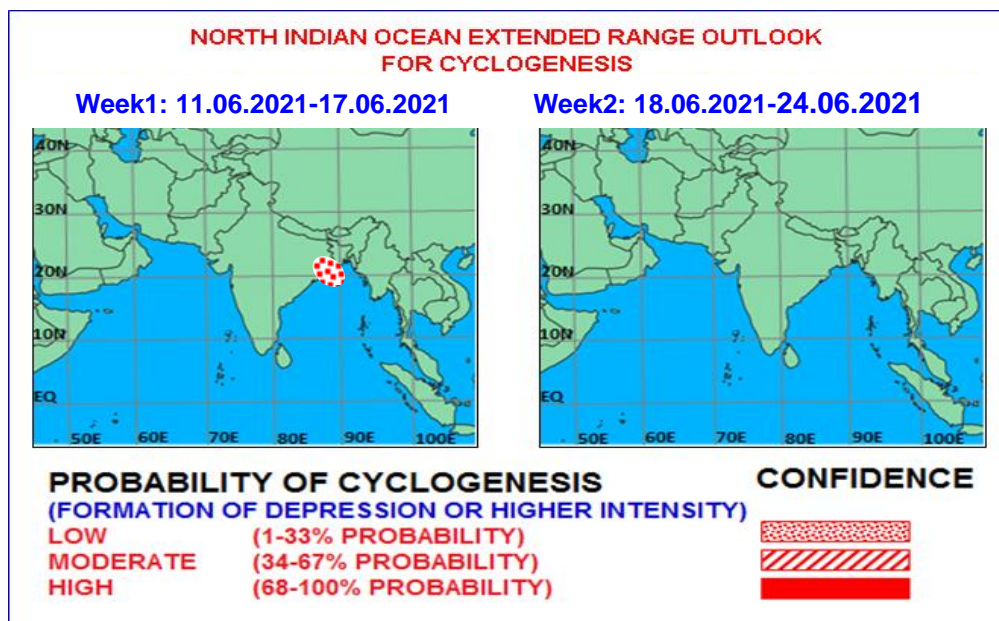 NORTH INDIAN OCEAN EXTENDED RANGE OUTLOOK
FOR CYCLOGENESIS
Week1: 11.06.2021-17.06.2021
Week2: 18.06.2021-24.06.2021
40N
30N
20N
10N
EQ
50E 60E 70E 80E 90E 100E
40N
30N
20N
10N
EQ
50E 60E 70E 80E 90E 100E
PROBABILITY OF CYCLOGENESIS
CONFIDENCE
(FORMATION OF DEPRESSION OR HIGHER INTENSITY)
LOW (1-33% PROBABILITY)
MODERATE (34-67% PROBABILITY)
HIGH (68-100% PROBABILITY)